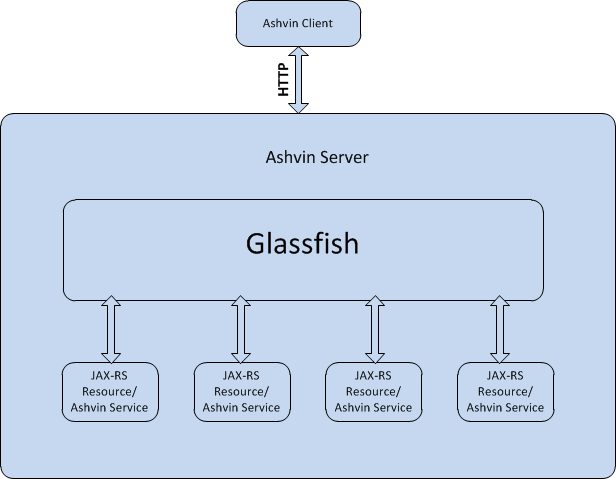 Ashvin Client
HTTP
Ashvin Server
Glassfish
JAX-RS
Resource/
Ashvin Service
JAX-RS
Resource/
Ashvin Service
JAX-RS
Resource/
Ashvin Service
JAX-RS
Resource/
Ashvin Service